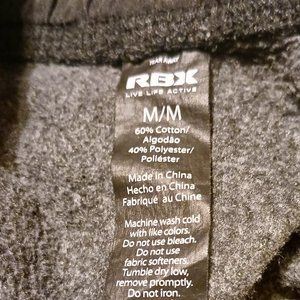 TEAR AWAY
RBX
LIVE LIFE ACTIVE
M/M
60% Cotton/
Algodão
40% Polyester/
Poliéster
Made in China
Hecho en China
Fabriqué au Chine
Machine wash cold
with like colors.
Do not use bleach.
Do not use
fabric softeners.
Tumble dry low,
remove promptly.
Do not iron.